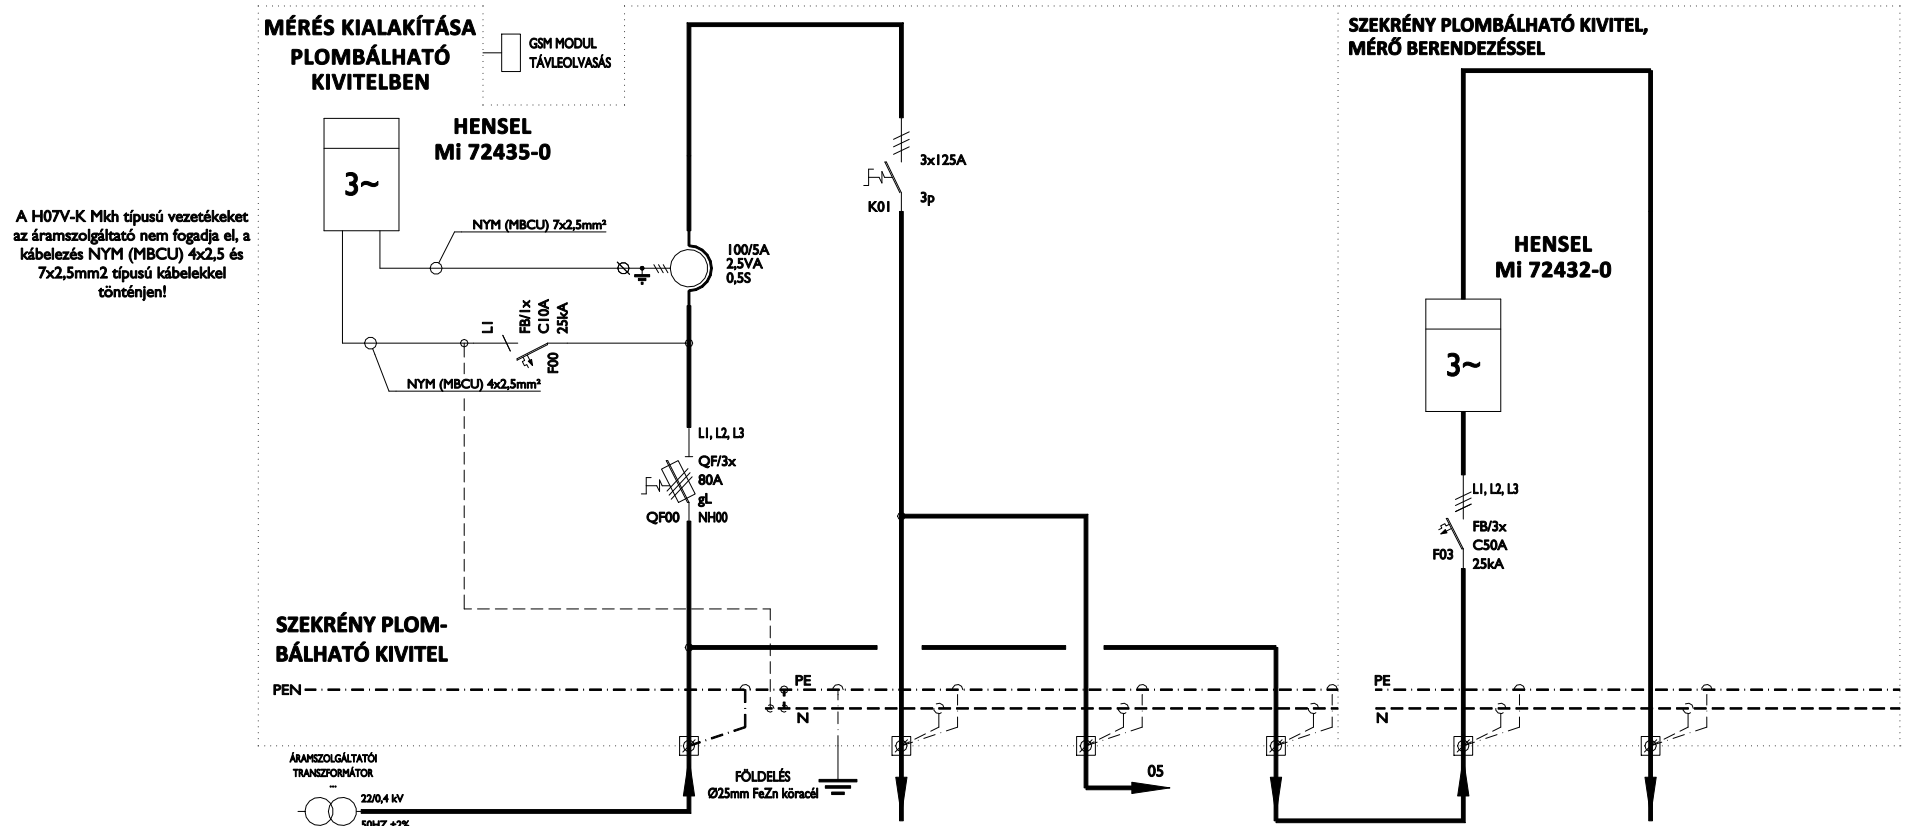 MÉRÉS KIALAKÍTÁSA
PLOMBÁLHATÓ
KIVITELBEN
GSM MODUL
TÁVLEOLVASÁS
SZEKRÉNY PLOMBÁLHATÓ KIVITEL,
MÉRŐ BERENDEZÉSSEL
HENSEL
Mi 72435-0
3~
A H07V-K Mkh típusú vezetékeket
az áramszolgáltató nem fogadja el, a
kábelezés NYM (MBCU) 4x2,5 és
7x2,5mm2 típusú kábelekkel
tönténjen!
NYM (MBCU) 7x2,5mm²
100/5A
2,5VA
0,5S
3x125A
3p
K01
HENSEL
Mi 72432-0
3~
L1
FB/1x
C10A
25kA
F00
NYM (MBCU) 4x2,5mm²
L1, L2, L3
QF/3x
80A
gL
NH00
QF00
L1, L2, L3
FB/3x
C50A
25kA
F03
SZEKRÉNY PLOM-
BÁLHATÓ KIVITEL
PEN
PE
N
PE
N
ÁRAMSZOLGÁLTATÓI
TRANSZFORMÁTOR
...
22/0,4 kV
50HZ ±2%
FÖLDELÉS
Ø25mm FeZn köracél
05